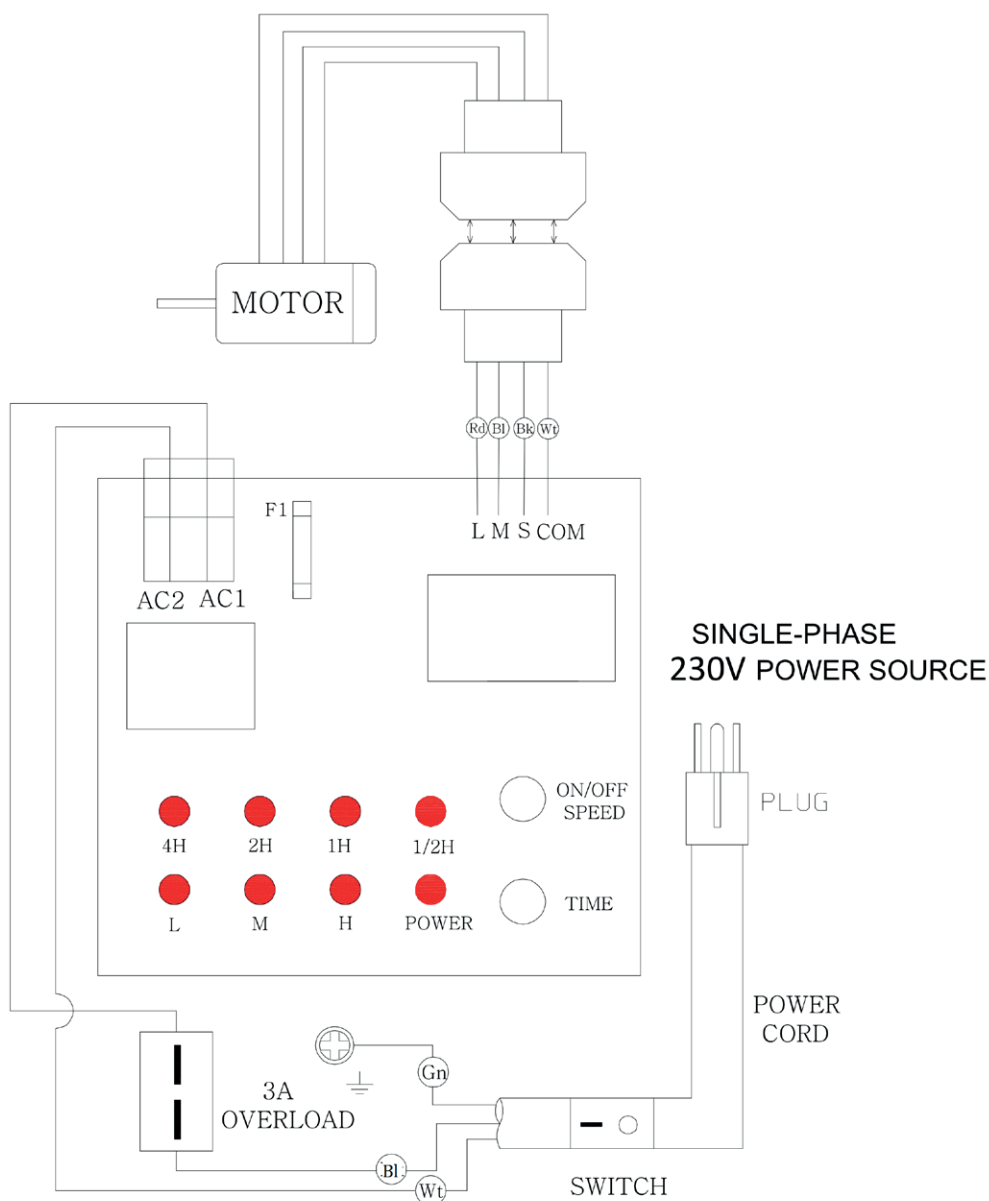 MOTOR
Rd Bl Bk Wt
L M S COM
F1
AC2 AC1
SINGLE-PHASE
230V POWER SOURCE
PLUG
ON/OFF
SPEED
4H 2H 1H 1/2H
TIME
L M H POWER
POWER
CORD
Gn
3A
OVERLOAD
Bl
Wt
SWITCH